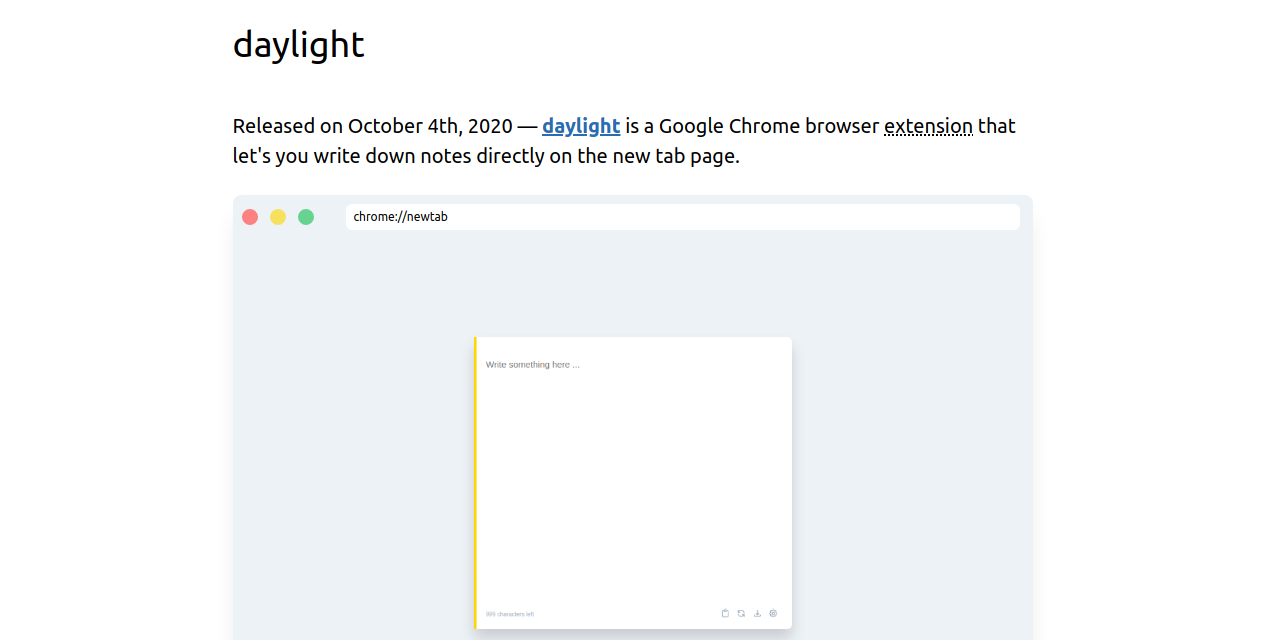 daylight
Released on October 4th, 2020 — daylight is a Google Chrome browser extension that
let's you write down notes directly on the new tab page.
chrome://newtab
Write something here ...
999 characters left